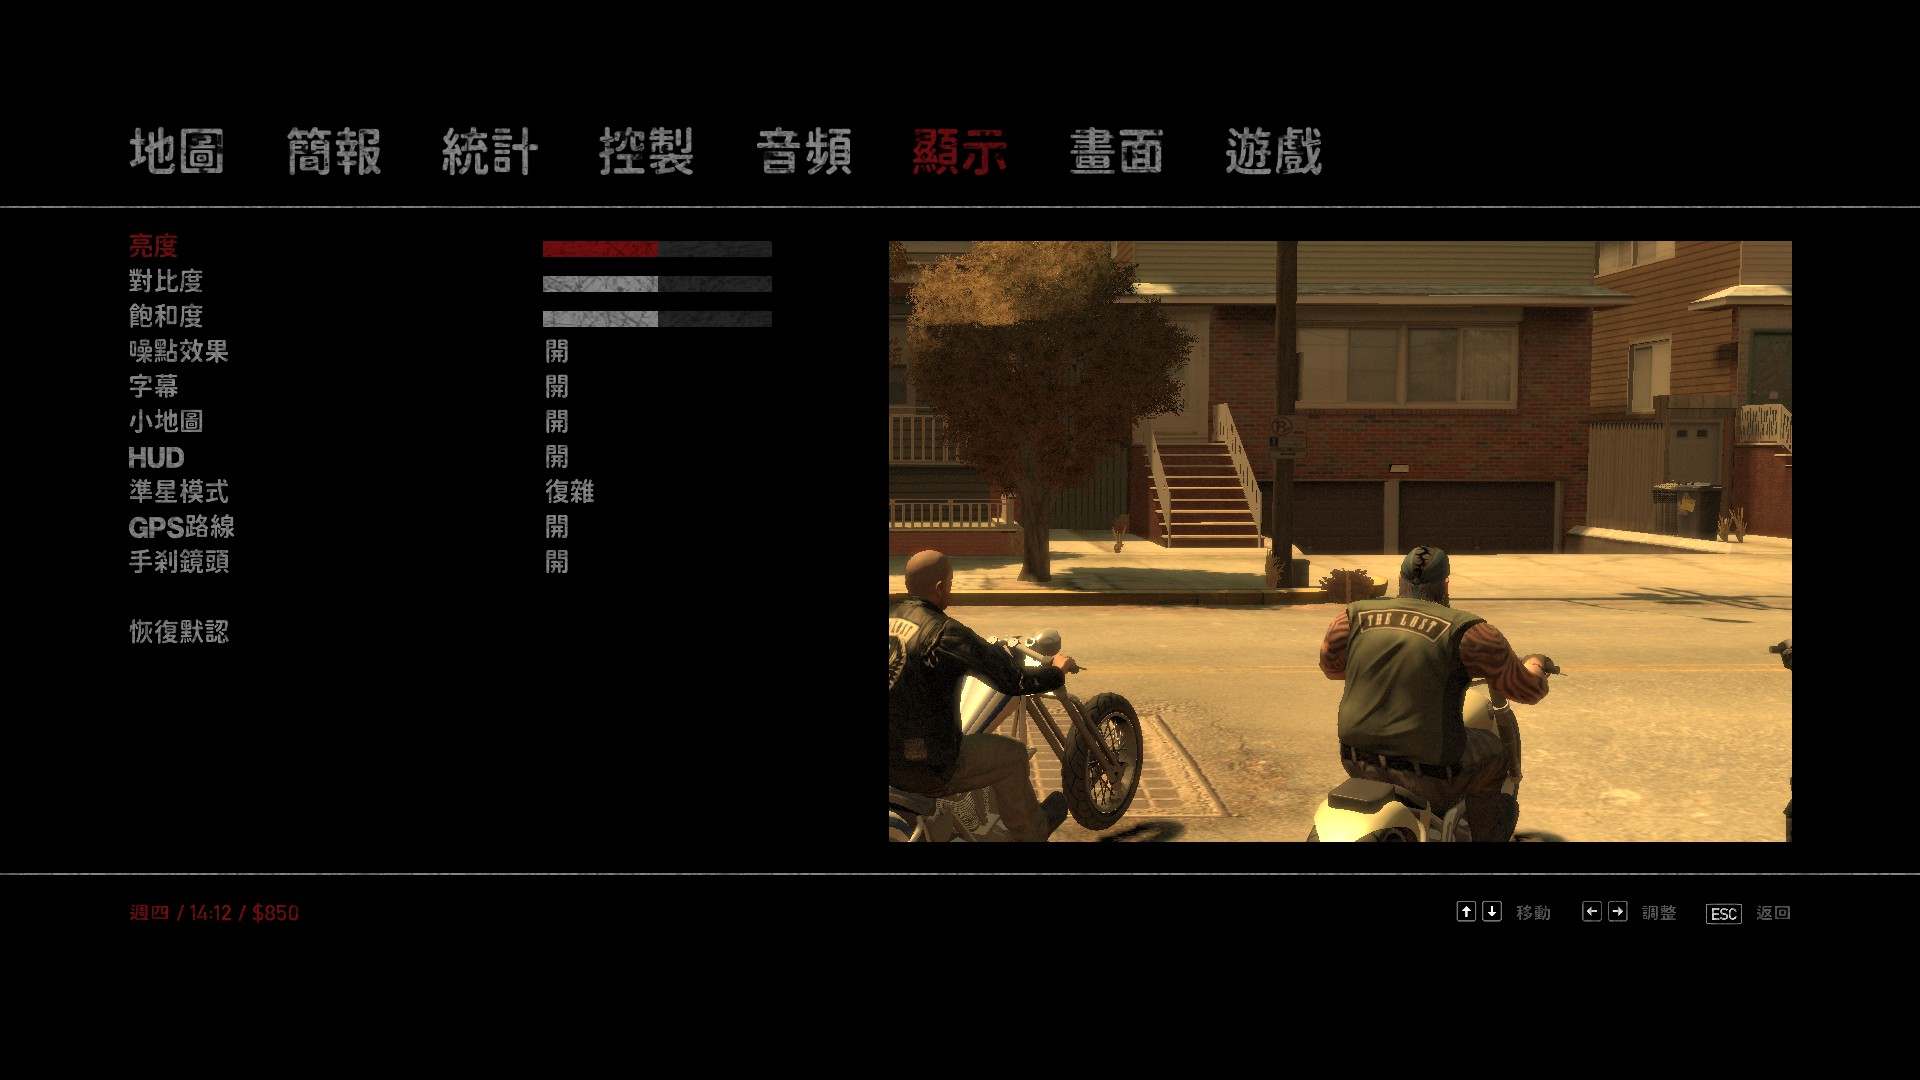 地圖 簡報 統計 控製 音頻 顯示 畫面 遊戲
亮度
對比度
飽和度
噪點效果 開
字幕 開
小地圖 開
HUD 開
準星模式 復雜
GPS路線 開
手刹鏡頭 開
恢復默認
THE LOST
LOST
週四 / 14:12 / $850
↑ ↓ 移動 ← → 調整 ESC 返回